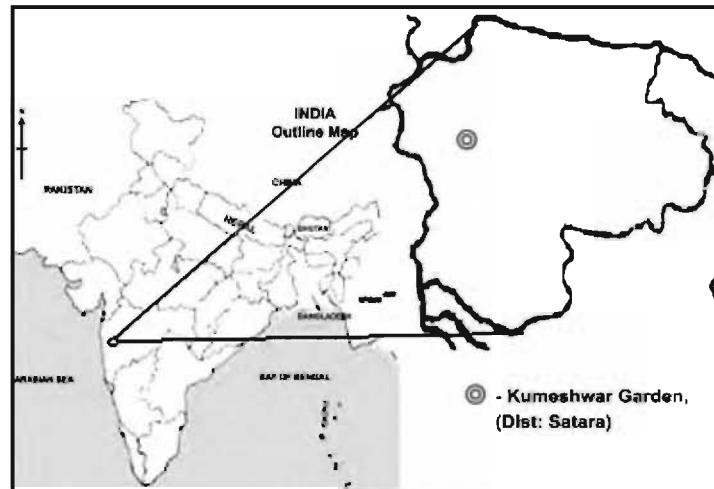 INDIA
Outline Map
CHINA
PAKISTAN
NEPAL
BHUTAN
BANGLADESH
ARABIAN SEA
BAY OF BENGAL
- Kumeshwar Garden,
(Dist: Satara)